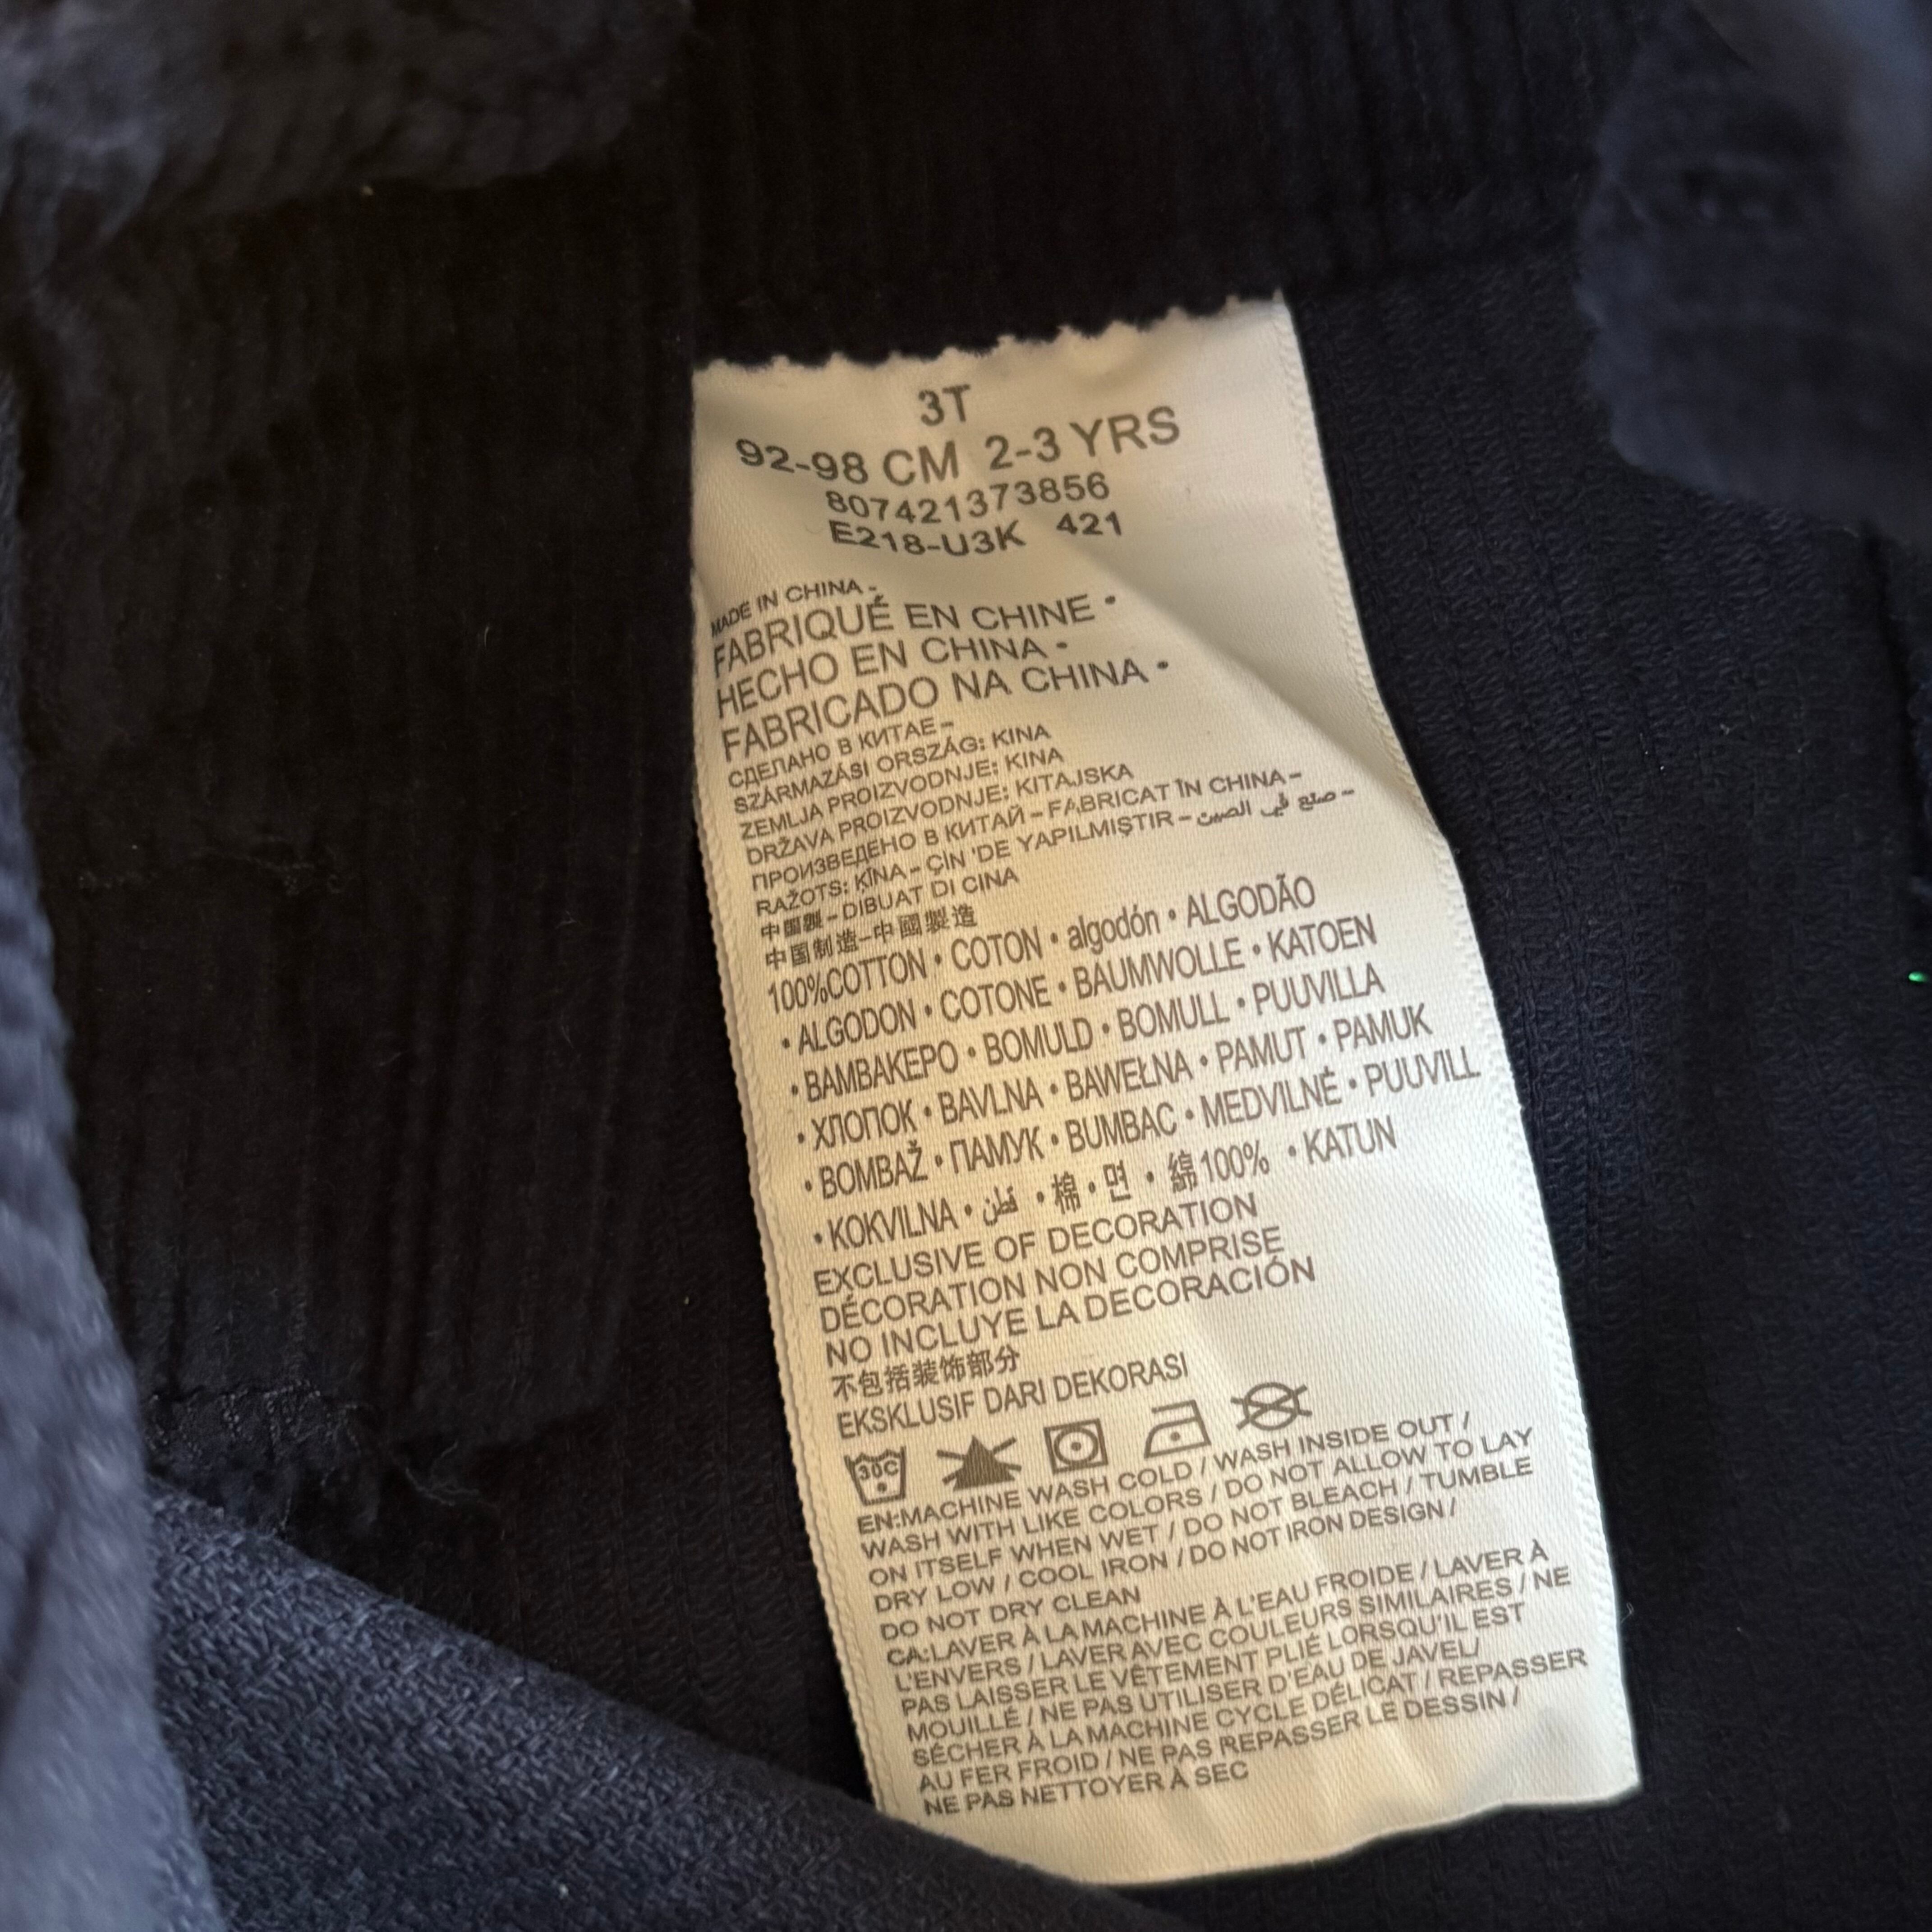 3T
92-98 CM 2-3 YRS
807421373856
E218-U3K 421
MADE IN CHINA -
FABRIQUÉ EN CHINE •
HECHO EN CHINA -
FABRICADO NA CHINA •
СДЕЛАНО В КИТАЕ -
SZÁRMAZÁSI ORSZÁG: KINA
ZEMLJA PROIZVODNJE: KINA
DRŽAVA PROIZVODNJE: KITAJSKA
ПРОИЗВЕДЕНО В КИТАЙ - FABRICAT ÎN CHINA -
RAŽOTS: KĪNA - ÇİN 'DE YAPILMIŞTIR - صنع في الصين -
中国製 - DIBUAT DI CINA
中国制造-中國製造
100%COTTON • COTON • algodón • ALGODÃO
• ALGODON • COTONE • BAUMWOLLE • KATOEN
• BAMBAKEPO • BOMULD • BOMULL • PUUVILLA
• ХЛОПОК • BAVLNA • BAWEŁNA • PAMUT • PAMUK
• BOMBAŽ • ПАМУК • BUMBAC • MEDVILNĖ • PUUVILL
• KOKVILNA • قطن • 棉 • 면 • 綿100% • KATUN
EXCLUSIVE OF DECORATION
DÉCORATION NON COMPRISE
NO INCLUYE LA DECORACIÓN
不包括装饰部分
EKSKLUSIF DARI DEKORASI
30C
EN:MACHINE WASH COLD / WASH INSIDE OUT /
WASH WITH LIKE COLORS / DO NOT ALLOW TO LAY
ON ITSELF WHEN WET / DO NOT BLEACH / TUMBLE
DRY LOW / COOL IRON / DO NOT IRON DESIGN /
DO NOT DRY CLEAN
CA:LAVER À LA MACHINE À L'EAU FROIDE / LAVER À
L'ENVERS / LAVER AVEC COULEURS SIMILAIRES / NE
PAS LAISSER LE VÊTEMENT PLIÉ LORSQU'IL EST
MOUILLÉ / NE PAS UTILISER D'EAU DE JAVEL/
SÉCHER À LA MACHINE CYCLE DÉLICAT / REPASSER
AU FER FROID / NE PAS REPASSER LE DESSIN /
NE PAS NETTOYER À SEC